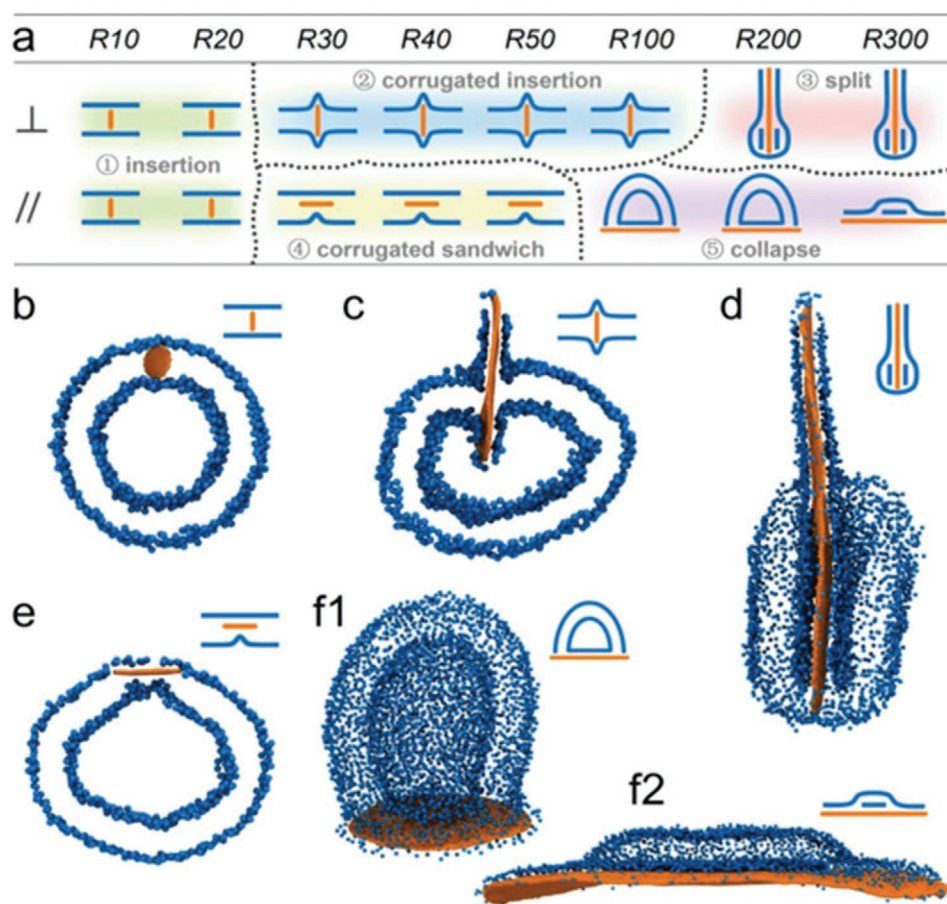 a R10 R20 R30 R40 R50 R100 R200 R300
② corrugated insertion ③ split
⊥
① insertion
//
④ corrugated sandwich ⑤ collapse
b c d
e f1
f2